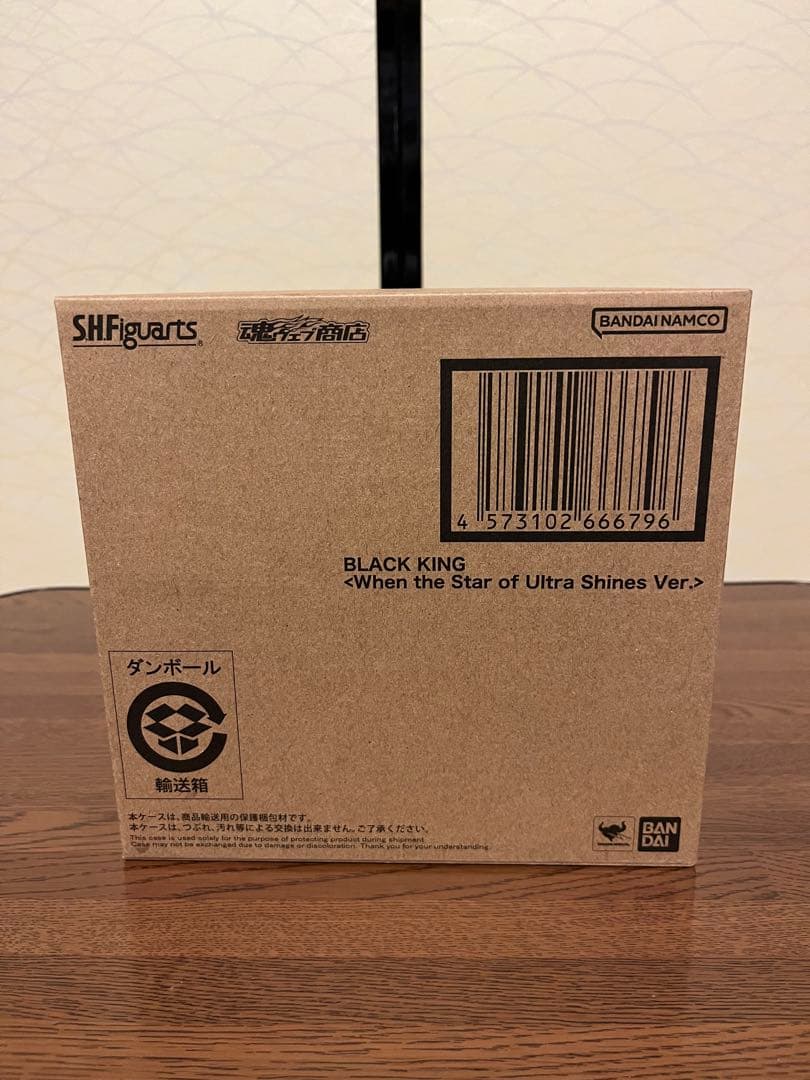 S.H.Figuarts®
魂ウェブ商店
BANDAI NAMCO
4 573102 666796
BLACK KING
<When the Star of Ultra Shines Ver.>
ダンボール
輸送箱
本ケースは、商品輸送用の保護梱包材です。
本ケースは、つぶれ、汚れ等による交換は出来ません。ご了承ください。
This case is used solely for the purpose of protecting product during shipment.
Case may not be exchanged due to damage or discoloration. Thank you for your understanding.
BAN
DAI